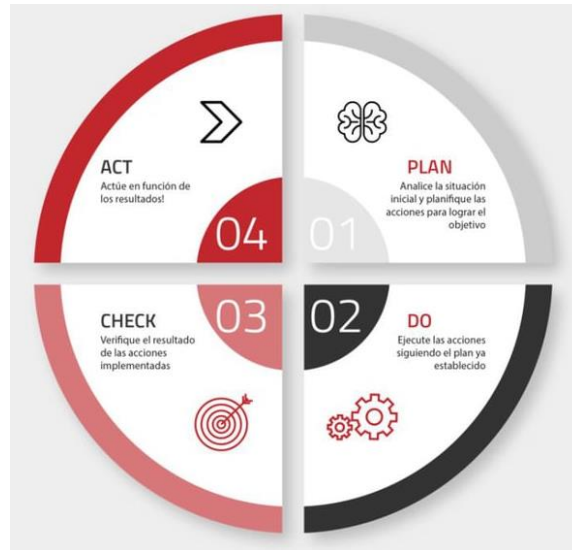 01
PLAN
Analice la situación
inicial y planifique las
acciones para lograr el
objetivo
02
DO
Ejecute las acciones
siguiendo el plan ya
establecido
03
CHECK
Verifique el resultado
de las acciones
implementadas
04
ACT
Actúe en función de
los resultados!